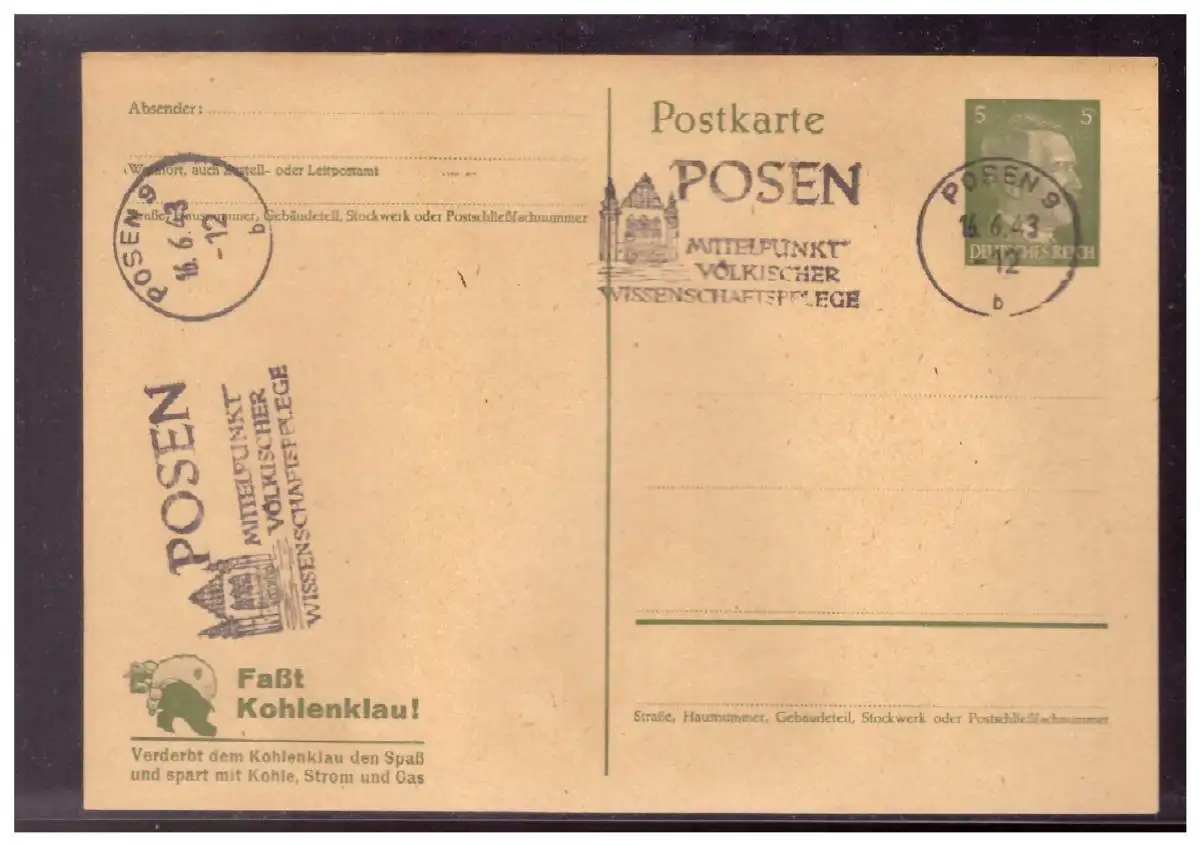 Absender:
Wohnort, auch Zustell- oder Leitpostamt
Straße, Hausnummer, Gebäudeteil, Stockwerk oder Postschließfachnummer
POSEN 9
16. 6. 43
- 12
b
POSEN
MITTELPUNKT
VÖLKISCHER
WISSENSCHAFTSPFLEGE
Faßt
Kohlenklau!
Verderbt dem Kohlenklau den Spaß
und spart mit Kohle, Strom und Gas
Postkarte
POSEN
MITTELPUNKT
VÖLKISCHER
WISSENSCHAFTSPFLEGE
5 5
DEUTSCHES REICH
POSEN 9
16. 6. 43
- 12
b
Straße, Hausnummer, Gebäudeteil, Stockwerk oder Postschließfachnummer